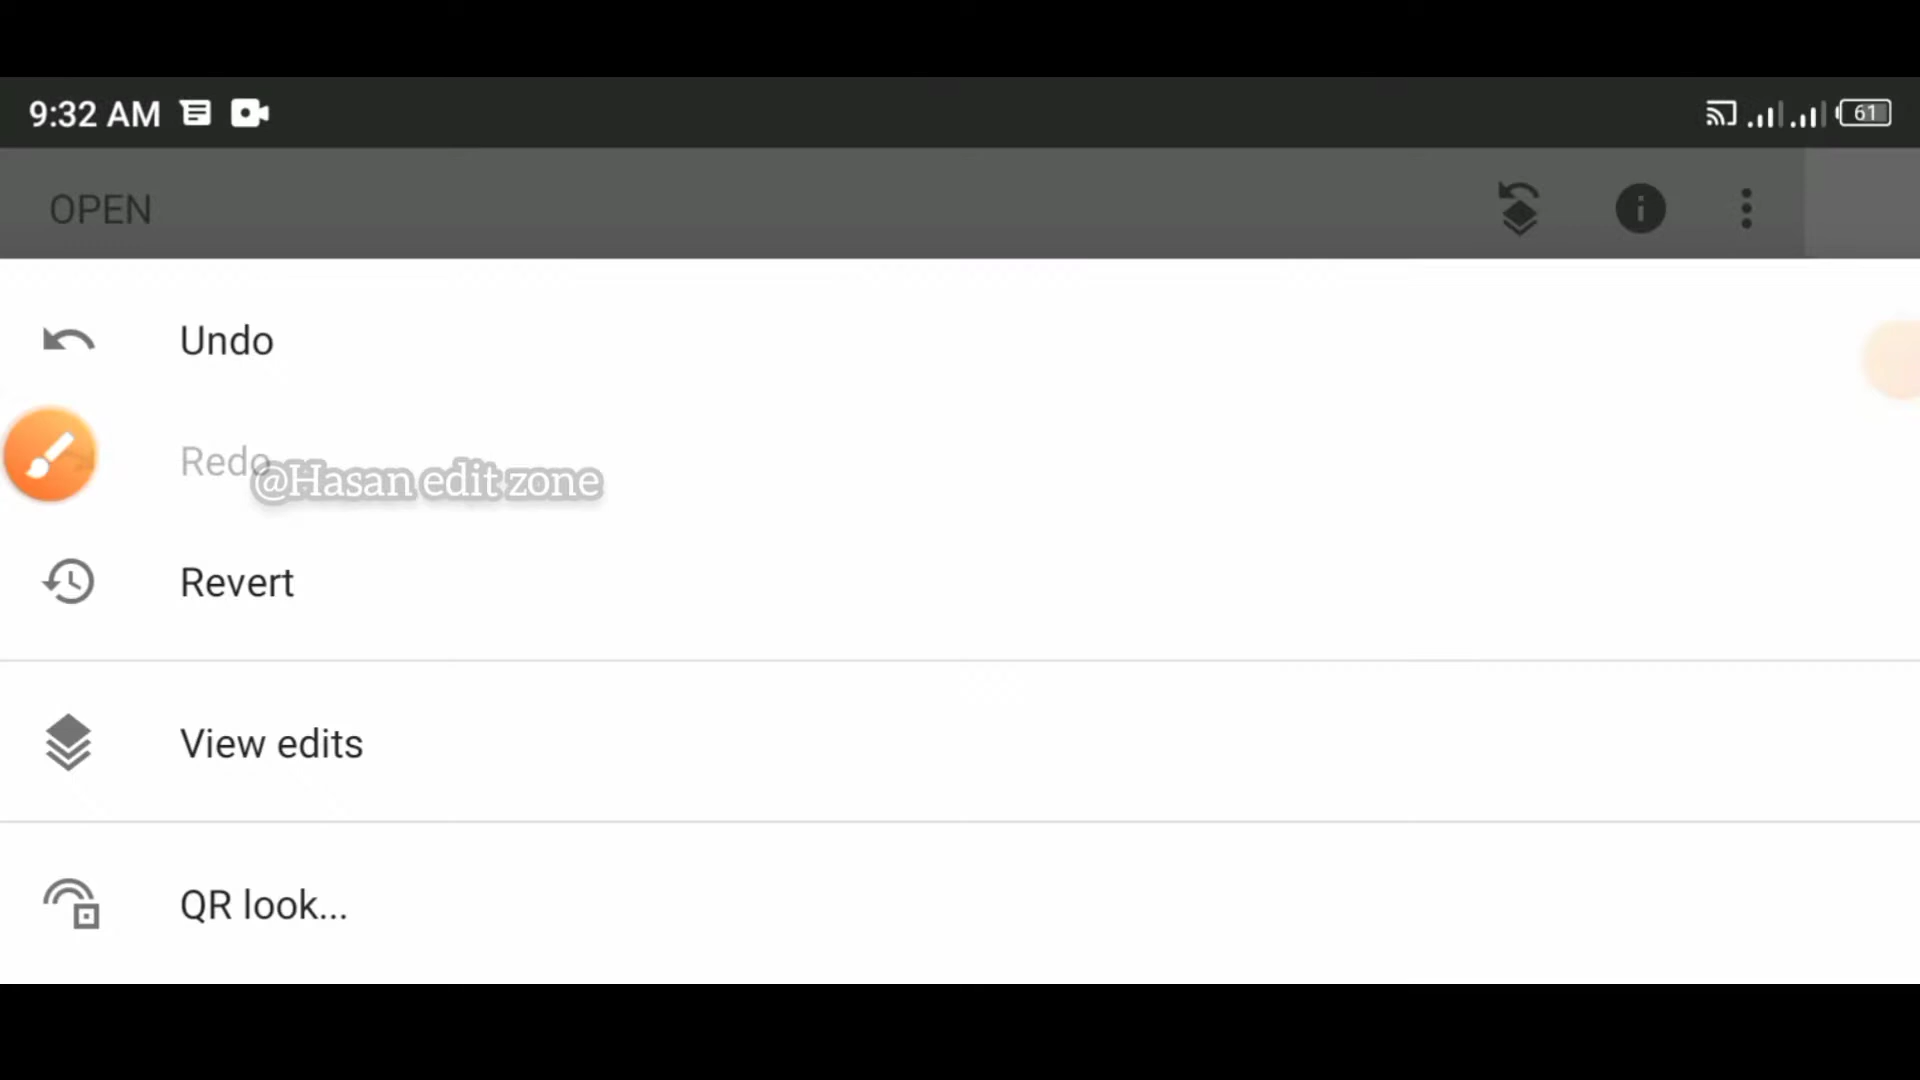 9:32 AM
61
OPEN
Undo
Redo
@Hasan edit zone
Revert
View edits
QR look...